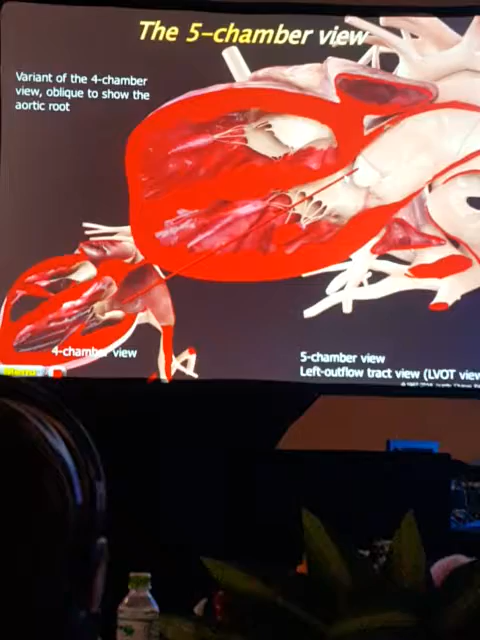 The 5-chamber view
Variant of the 4-chamber
view, oblique to show the
aortic root
4-chamber view
5-chamber view
Left-outflow tract view (LVOT view